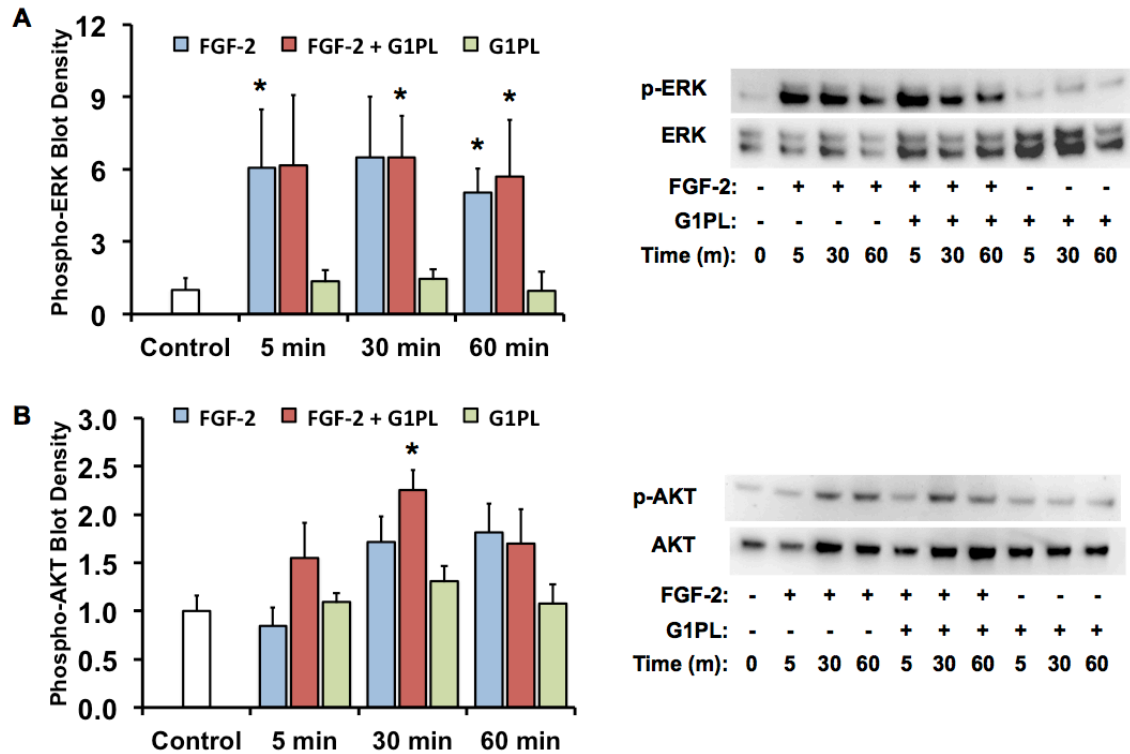 A
Phospho-ERK Blot Density
12
9
6
3
0
FGF-2 FGF-2 + G1PL G1PL
* * * *
Control 5 min 30 min 60 min
p-ERK
ERK
FGF-2: - + + + + + + - - -
G1PL: - - - - + + + + + +
Time (m): 0 5 30 60 5 30 60 5 30 60
B
Phospho-AKT Blot Density
3.0
2.5
2.0
1.5
1.0
0.5
0.0
FGF-2 FGF-2 + G1PL G1PL
*
Control 5 min 30 min 60 min
p-AKT
AKT
FGF-2: - + + + + + + - - -
G1PL: - - - - + + + + + +
Time (m): 0 5 30 60 5 30 60 5 30 60